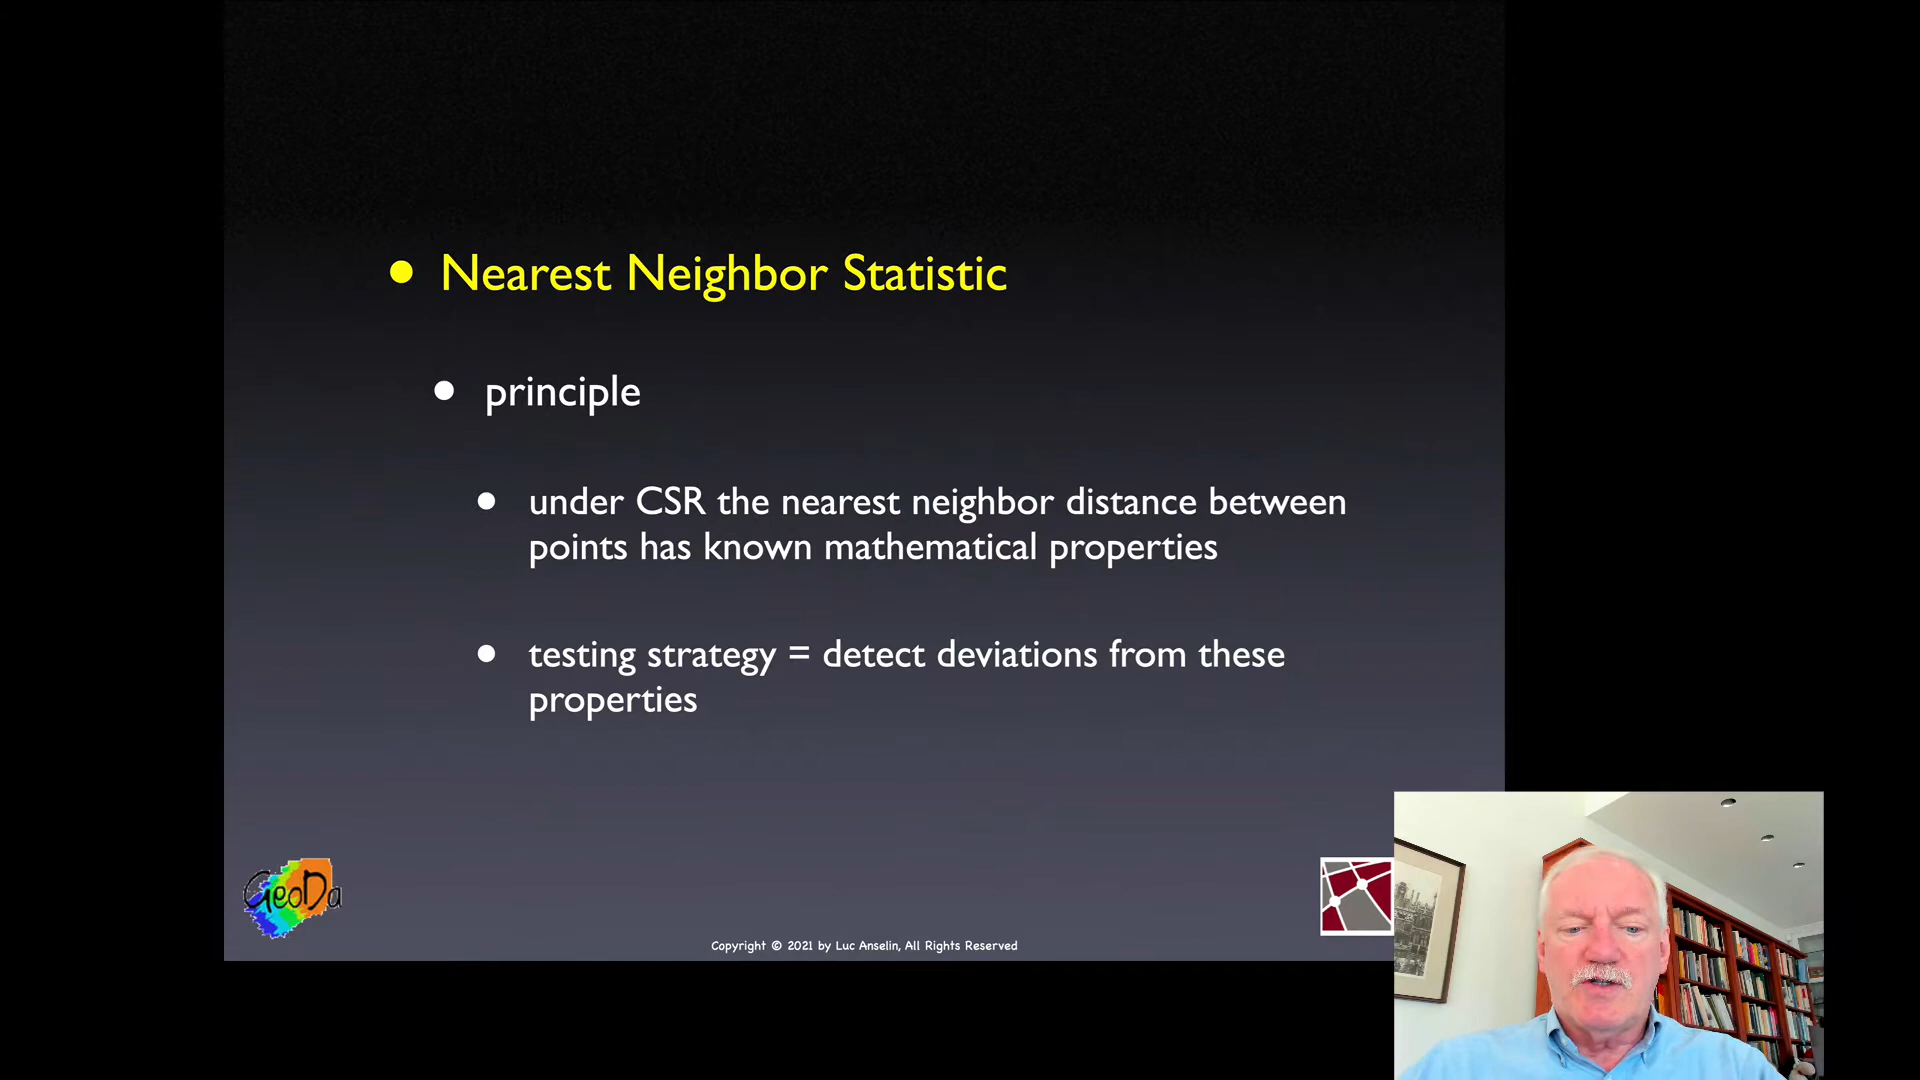 Nearest Neighbor Statistic
principle
under CSR the nearest neighbor distance between
points has known mathematical properties
testing strategy = detect deviations from these
properties
GeoDa
Copyright © 2021 by Luc Anselin, All Rights Reserved